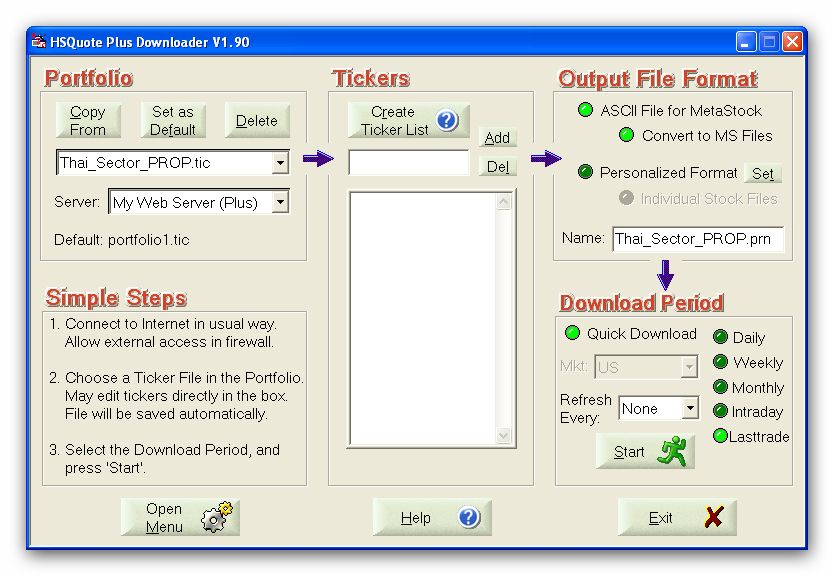 HSQuote Plus Downloader V1.90
Portfolio
Copy
From
Set as
Default
Delete
Thai_Sector_PROP.tic
Server:
My Web Server (Plus)
Default: portfolio1.tic
Simple Steps
1. Connect to Internet in usual way.
Allow external access in firewall.
2. Choose a Ticker File in the Portfolio.
May edit tickers directly in the box.
File will be saved automatically.
3. Select the Download Period, and
press 'Start'.
Open
Menu
Tickers
Create
Ticker List
Add
Del
Help
Output File Format
ASCII File for MetaStock
Convert to MS Files
Personalized Format
Set
Individual Stock Files
Name:
Thai_Sector_PROP.prn
Download Period
Quick Download
Mkt:
US
Refresh
Every:
None
Start
Daily
Weekly
Monthly
Intraday
Lasttrade
Exit